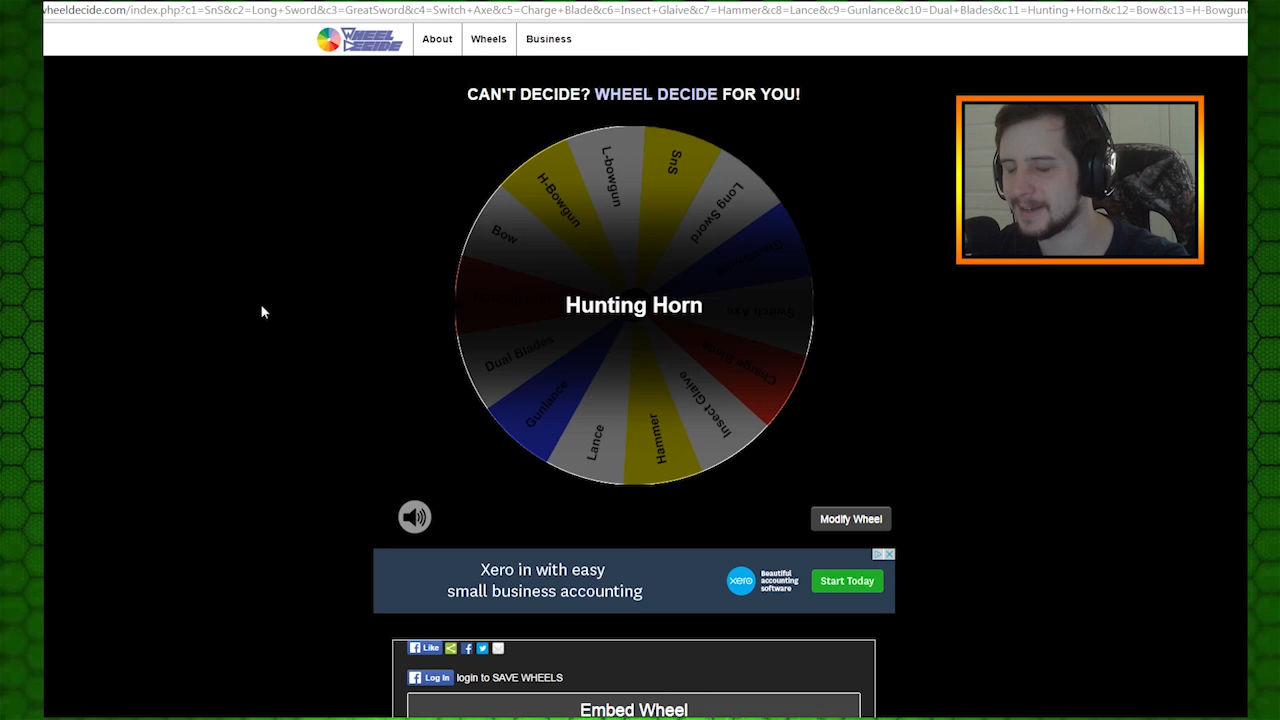 wheeldecide.com/index.php?c1=SnS&c2=Long+Sword&c3=GreatSword&c4=Switch+Axe&c5=Charge+Blade&c6=Insect+Glaive&c7=Hammer&c8=Lance&c9=Gunlance&c10=Dual+Blades&c11=Hunting+Horn&c12=Bow&c13=H-Bowgun
WHEEL DECIDE
About
Wheels
Business
CAN'T DECIDE? WHEEL DECIDE FOR YOU!
L-bowgun
SnS
H-Bowgun
Long Sword
Bow
Switch Axe
Hunting Horn
Charge Blade
Dual Blades
Insect Glaive
Gunlance
Hammer
Lance
Modify Wheel
Xero in with easy
small business accounting
xero
Beautiful
accounting
software
Start Today
Like
Log In login to SAVE WHEELS
Embed Wheel